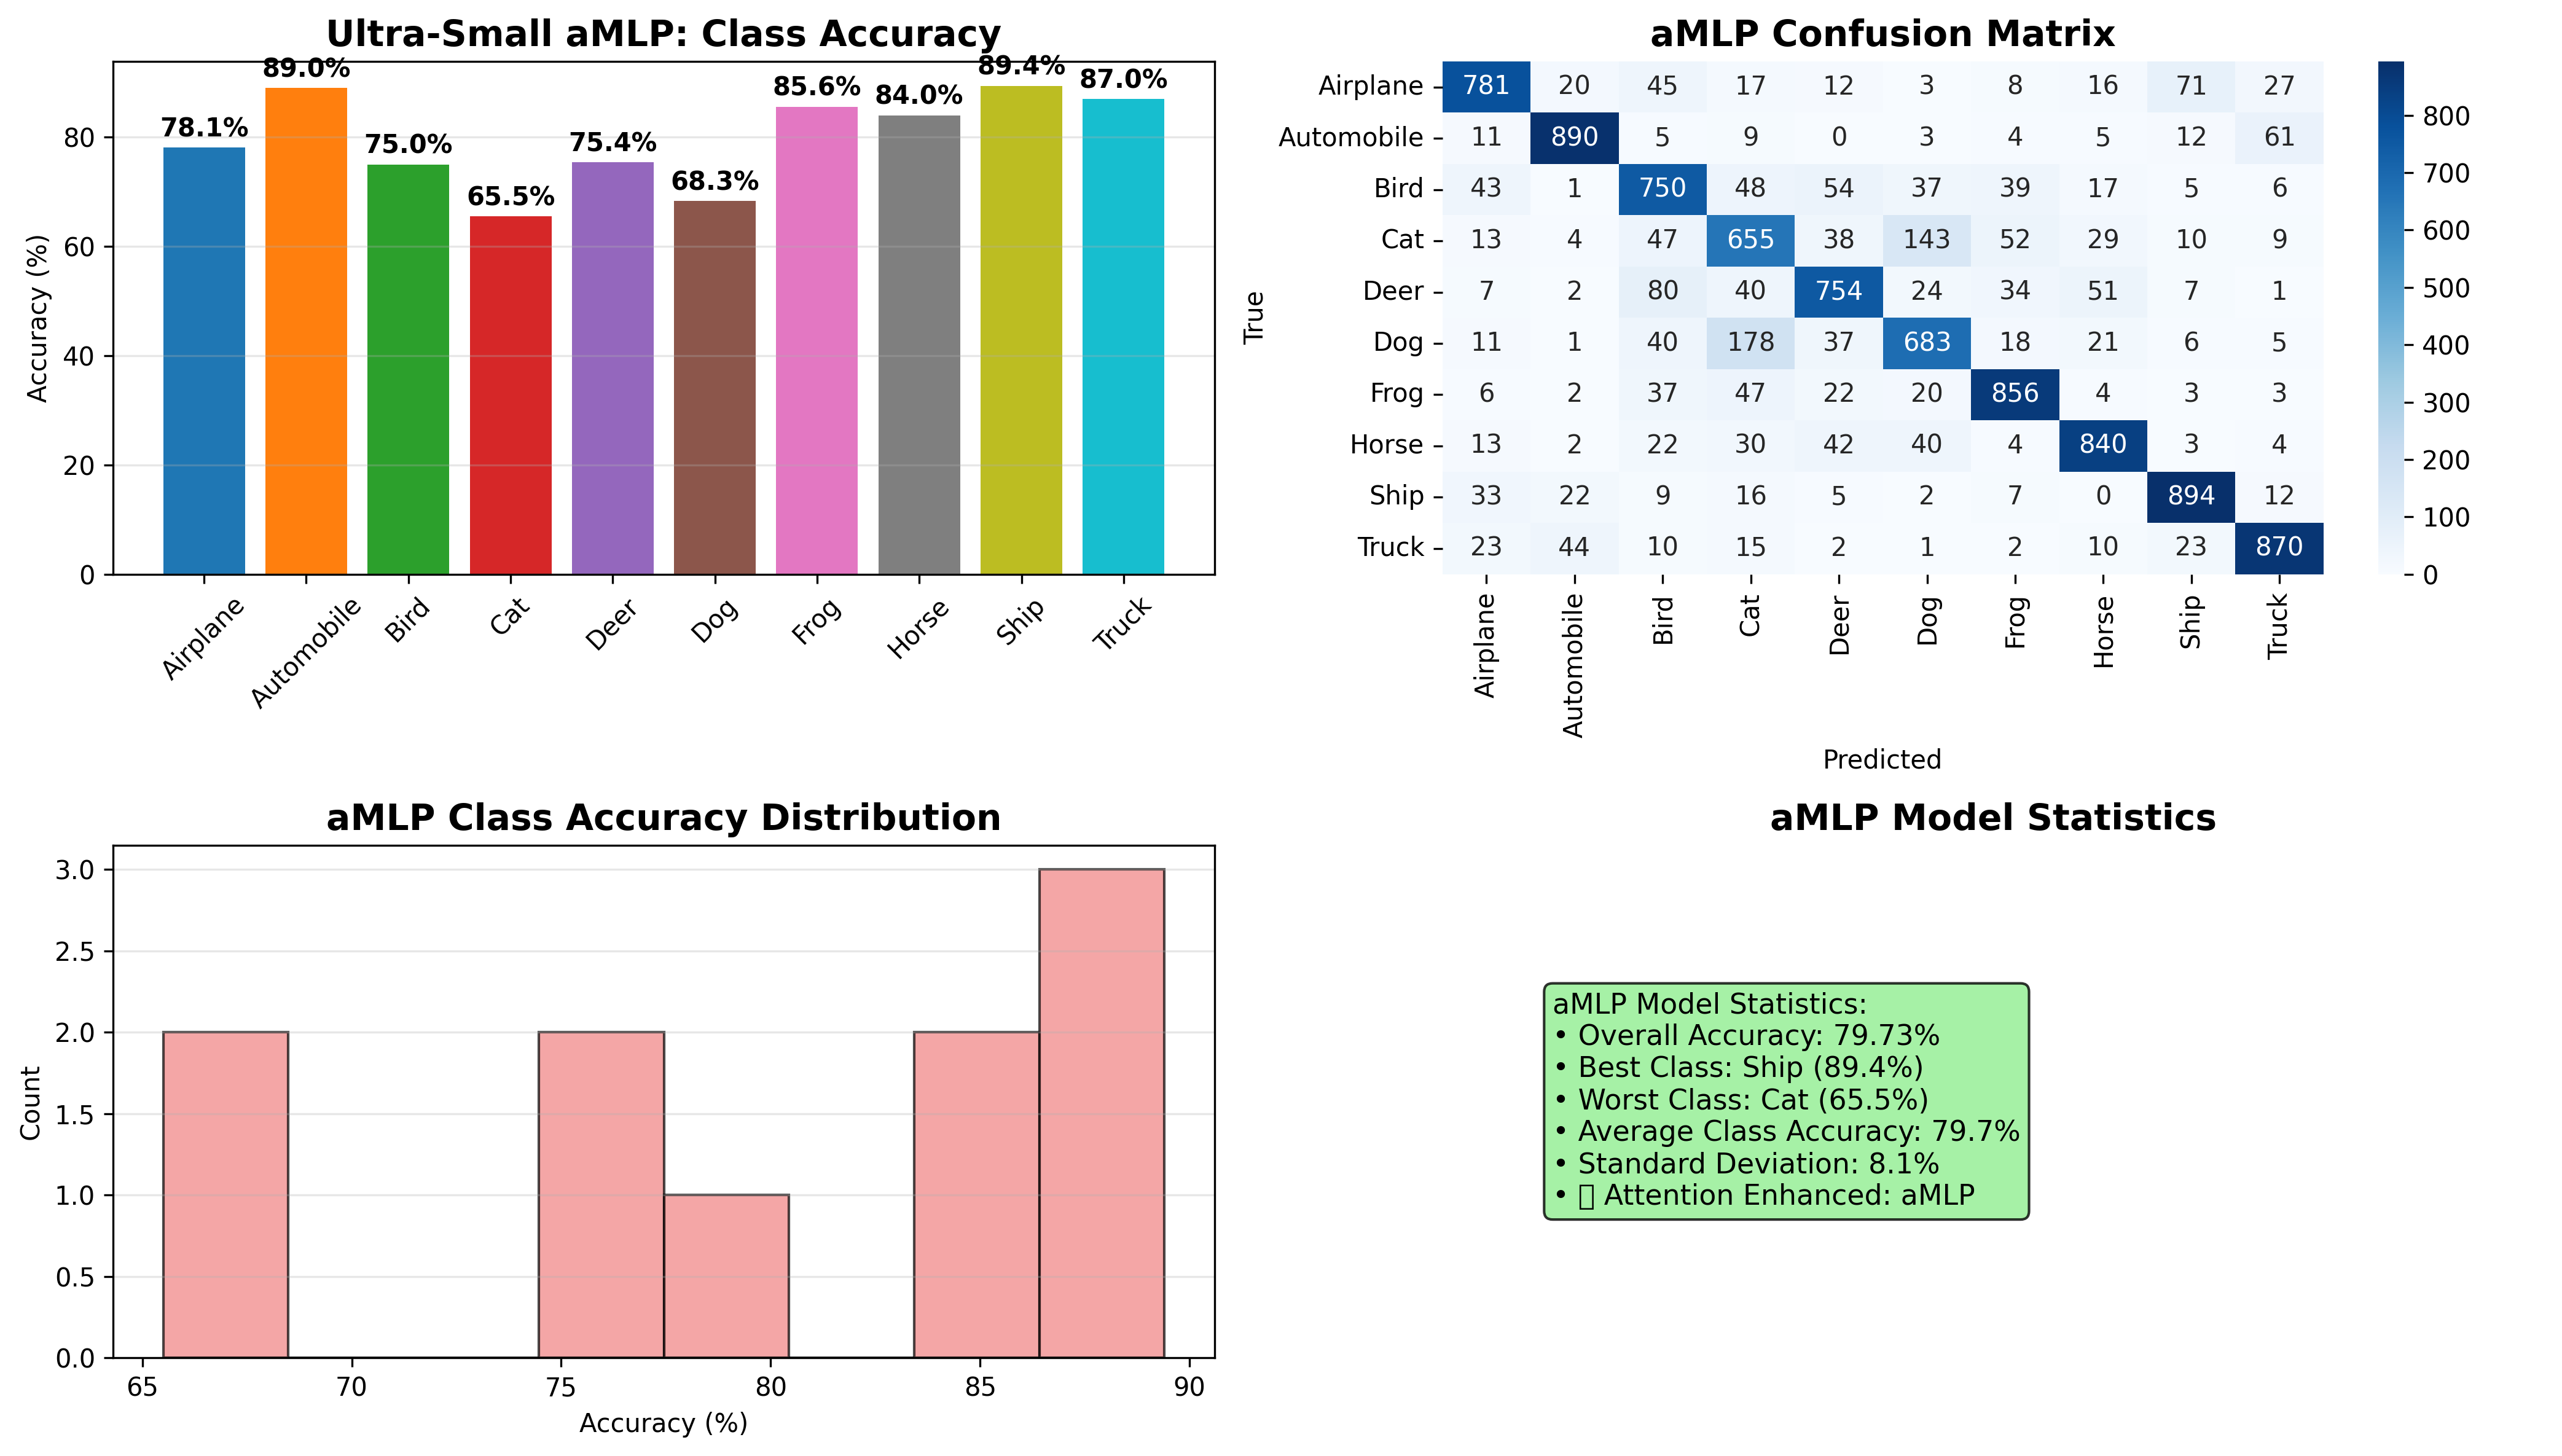 Ultra-Small aMLP: Class Accuracy
Accuracy (%)
80
60
40
20
0
78.1%
89.0%
75.0%
65.5%
75.4%
68.3%
85.6%
84.0%
89.4%
87.0%
Airplane
Automobile
Bird
Cat
Deer
Dog
Frog
Horse
Ship
Truck
aMLP Confusion Matrix
True
Airplane 781 20 45 17 12 3 8 16 71 27
Automobile 11 890 5 9 0 3 4 5 12 61
Bird 43 1 750 48 54 37 39 17 5 6
Cat 13 4 47 655 38 143 52 29 10 9
Deer 7 2 80 40 754 24 34 51 7 1
Dog 11 1 40 178 37 683 18 21 6 5
Frog 6 2 37 47 22 20 856 4 3 3
Horse 13 2 22 30 42 40 4 840 3 4
Ship 33 22 9 16 5 2 7 0 894 12
Truck 23 44 10 15 2 1 2 10 23 870
Airplane
Automobile
Bird
Cat
Deer
Dog
Frog
Horse
Ship
Truck
Predicted
800
700
600
500
400
300
200
100
0
aMLP Class Accuracy Distribution
Count
3.0
2.5
2.0
1.5
1.0
0.5
0.0
65 70 75 80 85 90
Accuracy (%)
aMLP Model Statistics
aMLP Model Statistics:
• Overall Accuracy: 79.73%
• Best Class: Ship (89.4%)
• Worst Class: Cat (65.5%)
• Average Class Accuracy: 79.7%
• Standard Deviation: 8.1%
• ▯ Attention Enhanced: aMLP